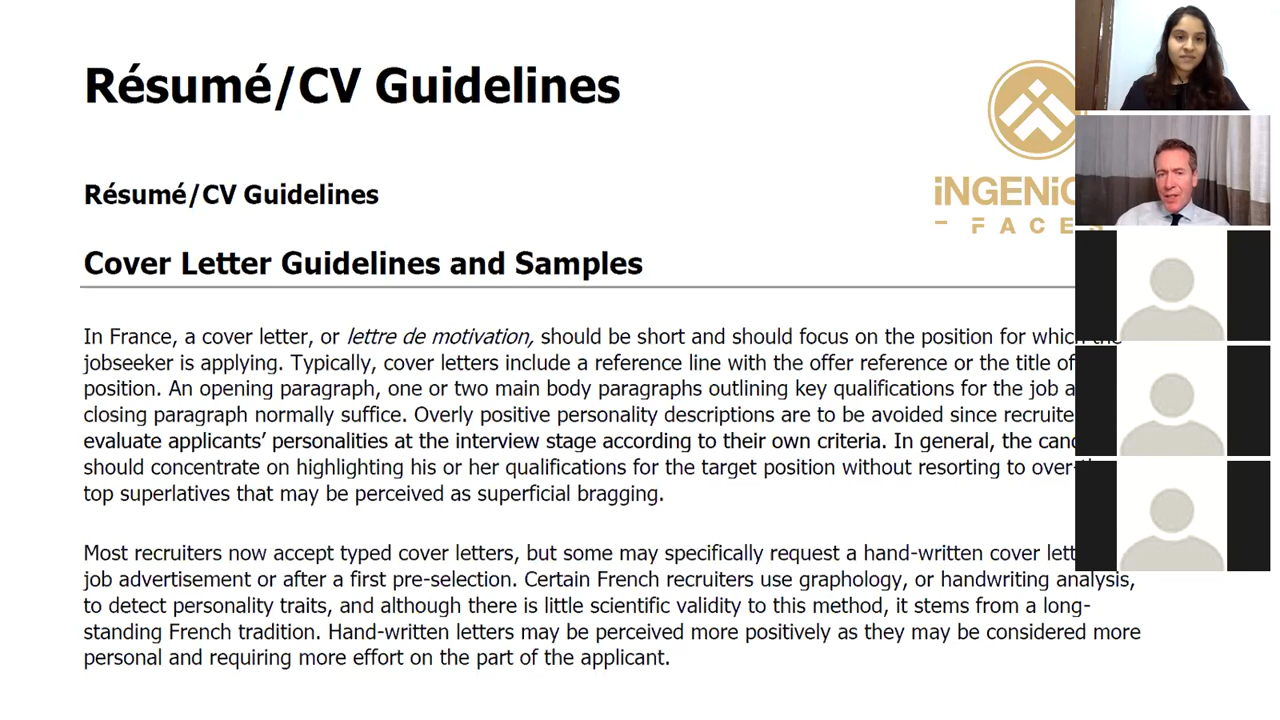 Résumé/CV Guidelines
Résumé/CV Guidelines
iNGENiO
FACES
Cover Letter Guidelines and Samples
In France, a cover letter, or lettre de motivation, should be short and should focus on the position for which the
jobseeker is applying. Typically, cover letters include a reference line with the offer reference or the title of
position. An opening paragraph, one or two main body paragraphs outlining key qualifications for the job a
closing paragraph normally suffice. Overly positive personality descriptions are to be avoided since recruite
evaluate applicants’ personalities at the interview stage according to their own criteria. In general, the canc
should concentrate on highlighting his or her qualifications for the target position without resorting to over-the-
top superlatives that may be perceived as superficial bragging.
Most recruiters now accept typed cover letters, but some may specifically request a hand-written cover lett
job advertisement or after a first pre-selection. Certain French recruiters use graphology, or handwriting analysis,
to detect personality traits, and although there is little scientific validity to this method, it stems from a long-
standing French tradition. Hand-written letters may be perceived more positively as they may be considered more
personal and requiring more effort on the part of the applicant.